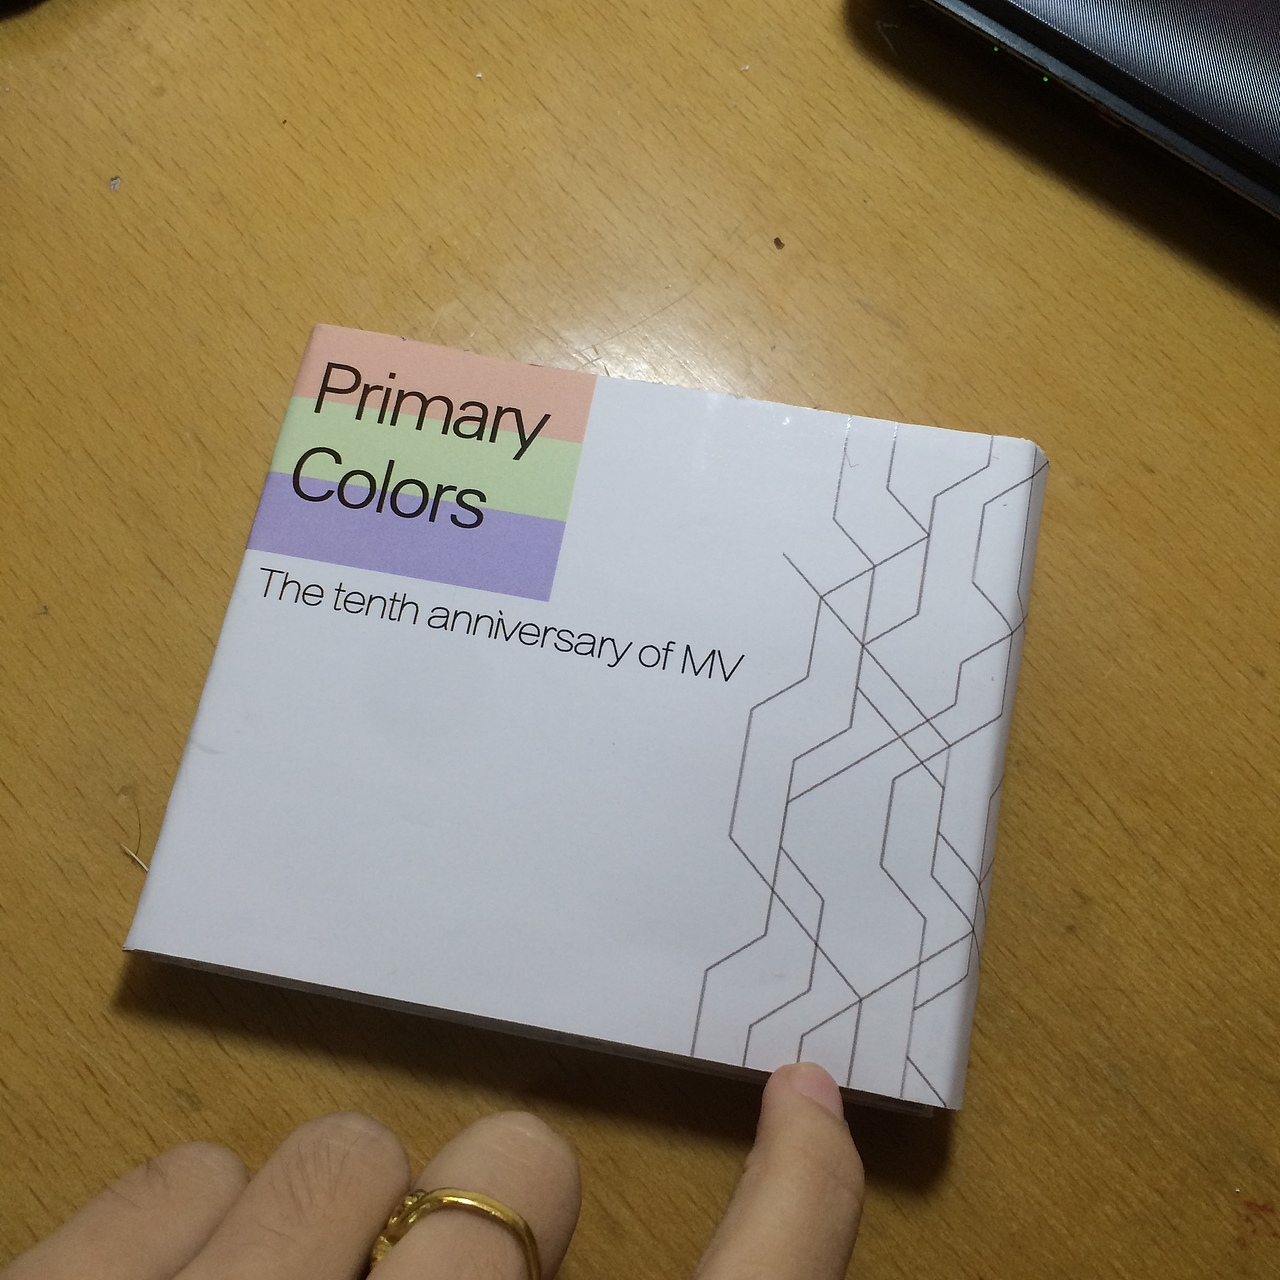 Primary
Colors
The tenth anniversary of MV